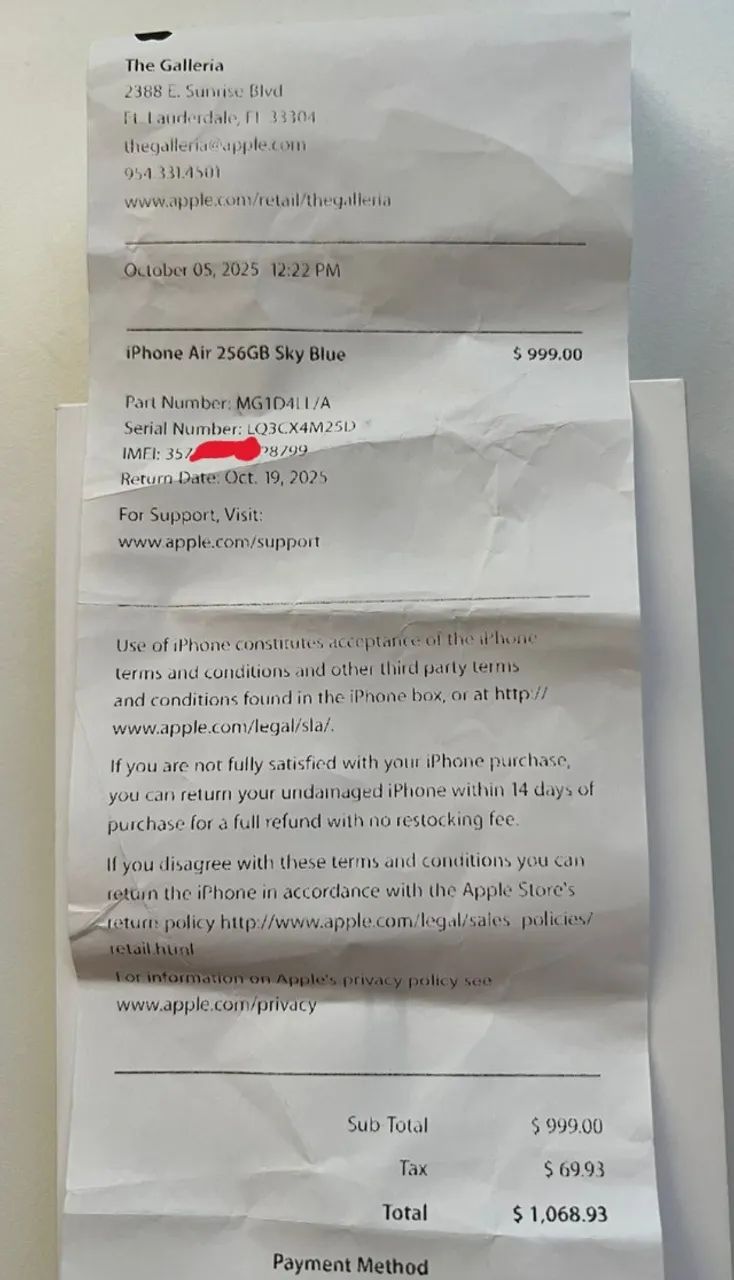 The Galleria
2388 E. Sunrise Blvd
Ft. Lauderdale, FL 33304
thegalleria@apple.com
954.331.4501
www.apple.com/retail/thegalleria
October 05, 2025 12:22 PM
iPhone Air 256GB Sky Blue $ 999.00
Part Number: MG1D4LL/A
Serial Number: LQ3CX4M25D
IMEI: 357 28799
Return Date: Oct. 19, 2025
For Support, Visit:
www.apple.com/support
Use of iPhone constitutes acceptance of the iPhone
terms and conditions and other third party terms
and conditions found in the iPhone box, or at http://
www.apple.com/legal/sla/.
If you are not fully satisfied with your iPhone purchase,
you can return your undamaged iPhone within 14 days of
purchase for a full refund with no restocking fee.
If you disagree with these terms and conditions you can
return the iPhone in accordance with the Apple Store's
return policy http://www.apple.com/legal/sales_policies/
retail.html
For information on Apple's privacy policy see
www.apple.com/privacy
Sub Total $ 999.00
Tax $ 69.93
Total $ 1,068.93
Payment Method